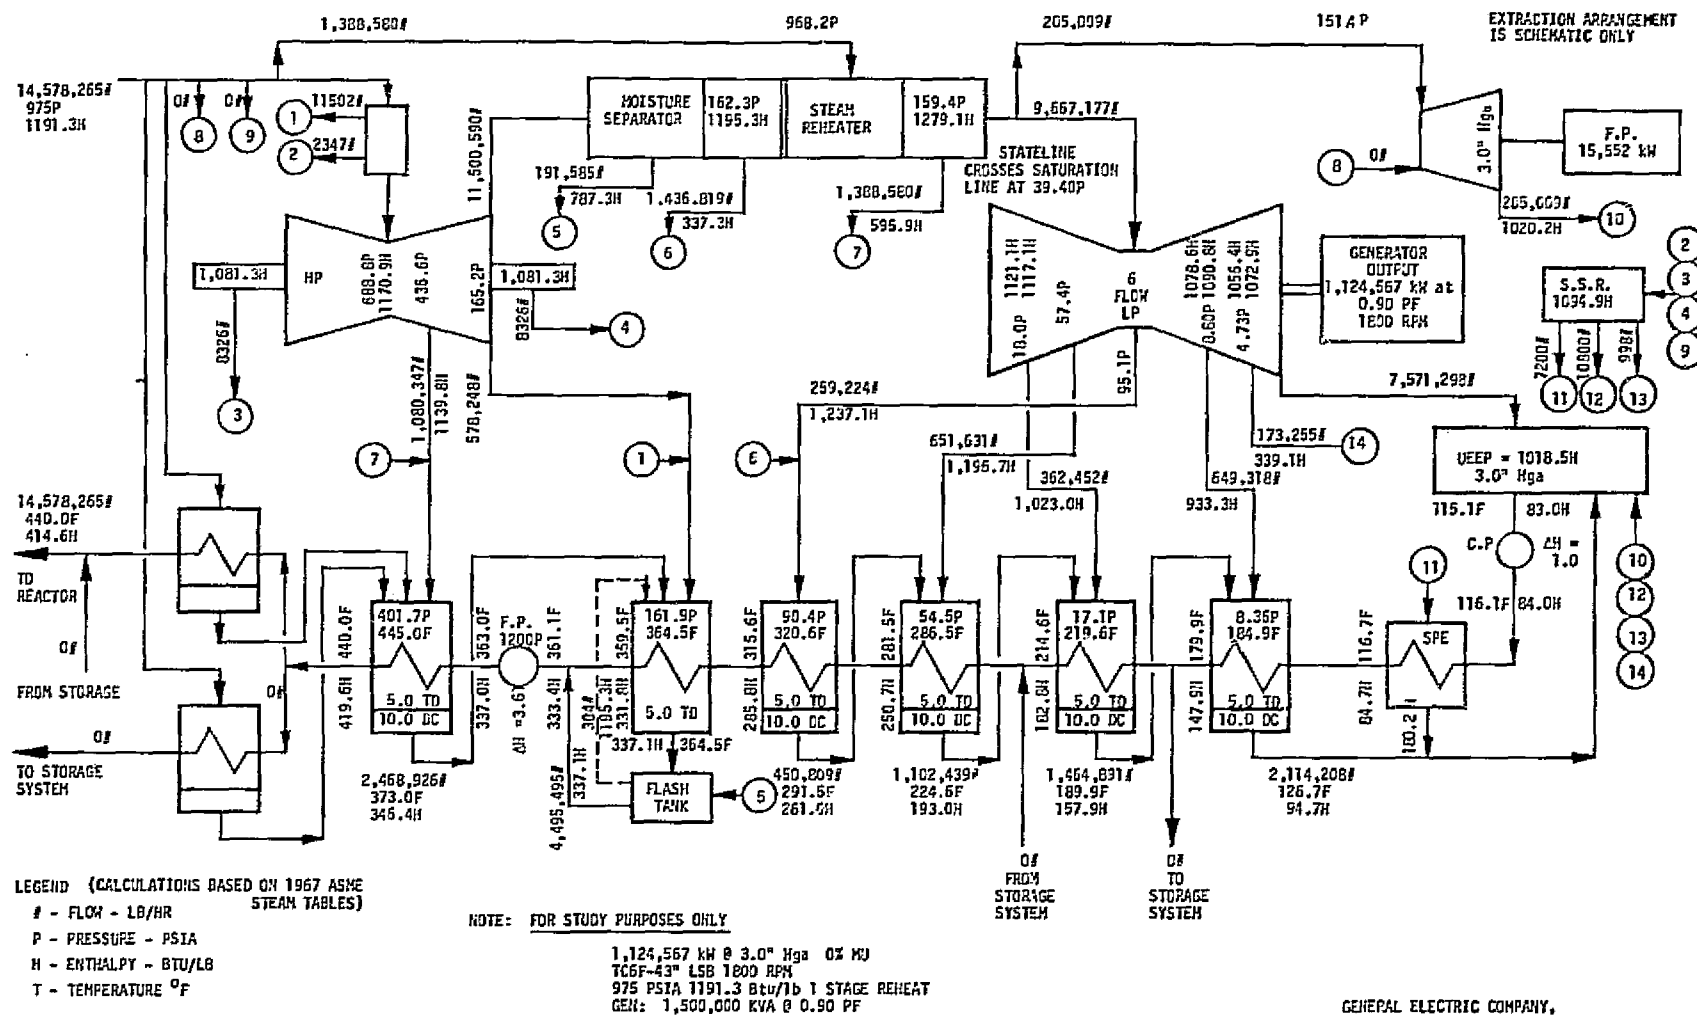 1,388,580#
968.2P
205,009#
151.4 P
EXTRACTION ARRANGEMENT
IS SCHEMATIC ONLY
14,578,265#
975P
1191.3H
0#
8
0#
9
11502#
1
2347#
2
11,500,590#
MOISTURE
SEPARATOR
162.3P
1195.3H
STEAM
REHEATER
159.4P
1279.1H
9,667,177#
STATELINE
CROSSES SATURATION
LINE AT 39.40P
191,585#
787.3H
5
1,436.819#
337.3H
6
1,388,580#
595.9H
7
8
0#
3.0" Hga
F.P.
15,552 kW
205,009#
1020.2H
10
1,081.3H
HP
688.8P
1170.9H
436.6P
165.2P
1,081.3H
8326#
3
8326#
4
1,080,347#
1139.8H
578,248#
1121.1H
1117.1H
18.0P
57.4P
6
FLOW
LP
95.1P
1078.6H
1090.8H
8.60P
1055.4H
1072.9H
4.73P
GENERATOR
OUTPUT
1,124,567 kW at
0.90 PF
1800 RPM
S.S.R.
1094.9H
2
3
4
9
7200#
10800#
998#
11
12
13
7,571,298#
259,224#
1,237.1H
651,631#
1,195.7H
362,452#
1,023.0H
649,318#
933.3H
173,255#
339.1H
14
7
1
6
UEEP = 1018.5H
3.0" Hga
115.1F
83.0H
C.P
ΔH =
1.0
116.1F
84.0H
10
12
13
14
11
SPE
116.7F
84.7H
14,578,265#
440.0F
414.6H
TO
REACTOR
0#
FROM STORAGE
0#
0#
TO STORAGE
SYSTEM
440.0F
419.6H
401.7P
445.0F
5.0 TD
10.0 DC
363.0F
337.0H
F.P.
1200P
ΔH =3.61
361.1F
333.4H
304#
1195.3H
359.5F
331.8H
161.9P
364.5F
5.0 TD
337.1H
364.5F
FLASH
TANK
5
4,495,495#
337.1H
315.6F
285.8H
90.4P
320.6F
5.0 TD
10.0 DC
281.5F
250.7H
54.5P
286.5F
5.0 TD
10.0 DC
214.6F
182.8H
17.1P
219.6F
5.0 TD
10.0 DC
179.9F
147.9H
8.36P
184.9F
5.0 TD
10.0 DC
2,468,926#
373.0F
346.4H
450,809#
291.6F
261.0H
1,102,439#
224.6F
193.0H
1,464,891#
189.9F
157.9H
2,114,208#
126.7F
94.7H
0#
FROM
STORAGE
SYSTEM
0#
TO
STORAGE
SYSTEM
LEGEND (CALCULATIONS BASED ON 1967 ASME
STEAM TABLES)
# - FLOW - LB/HR
P - PRESSURE - PSIA
H - ENTHALPY - BTU/LB
T - TEMPERATURE °F
NOTE: FOR STUDY PURPOSES ONLY
1,124,567 kW @ 3.0" Hga 0% MU
TC6F-43" LSB 1800 RPM
975 PSIA 1191.3 Btu/lb 1 STAGE REHEAT
GEN: 1,500,000 KVA @ 0.90 PF
GENERAL ELECTRIC COMPANY,